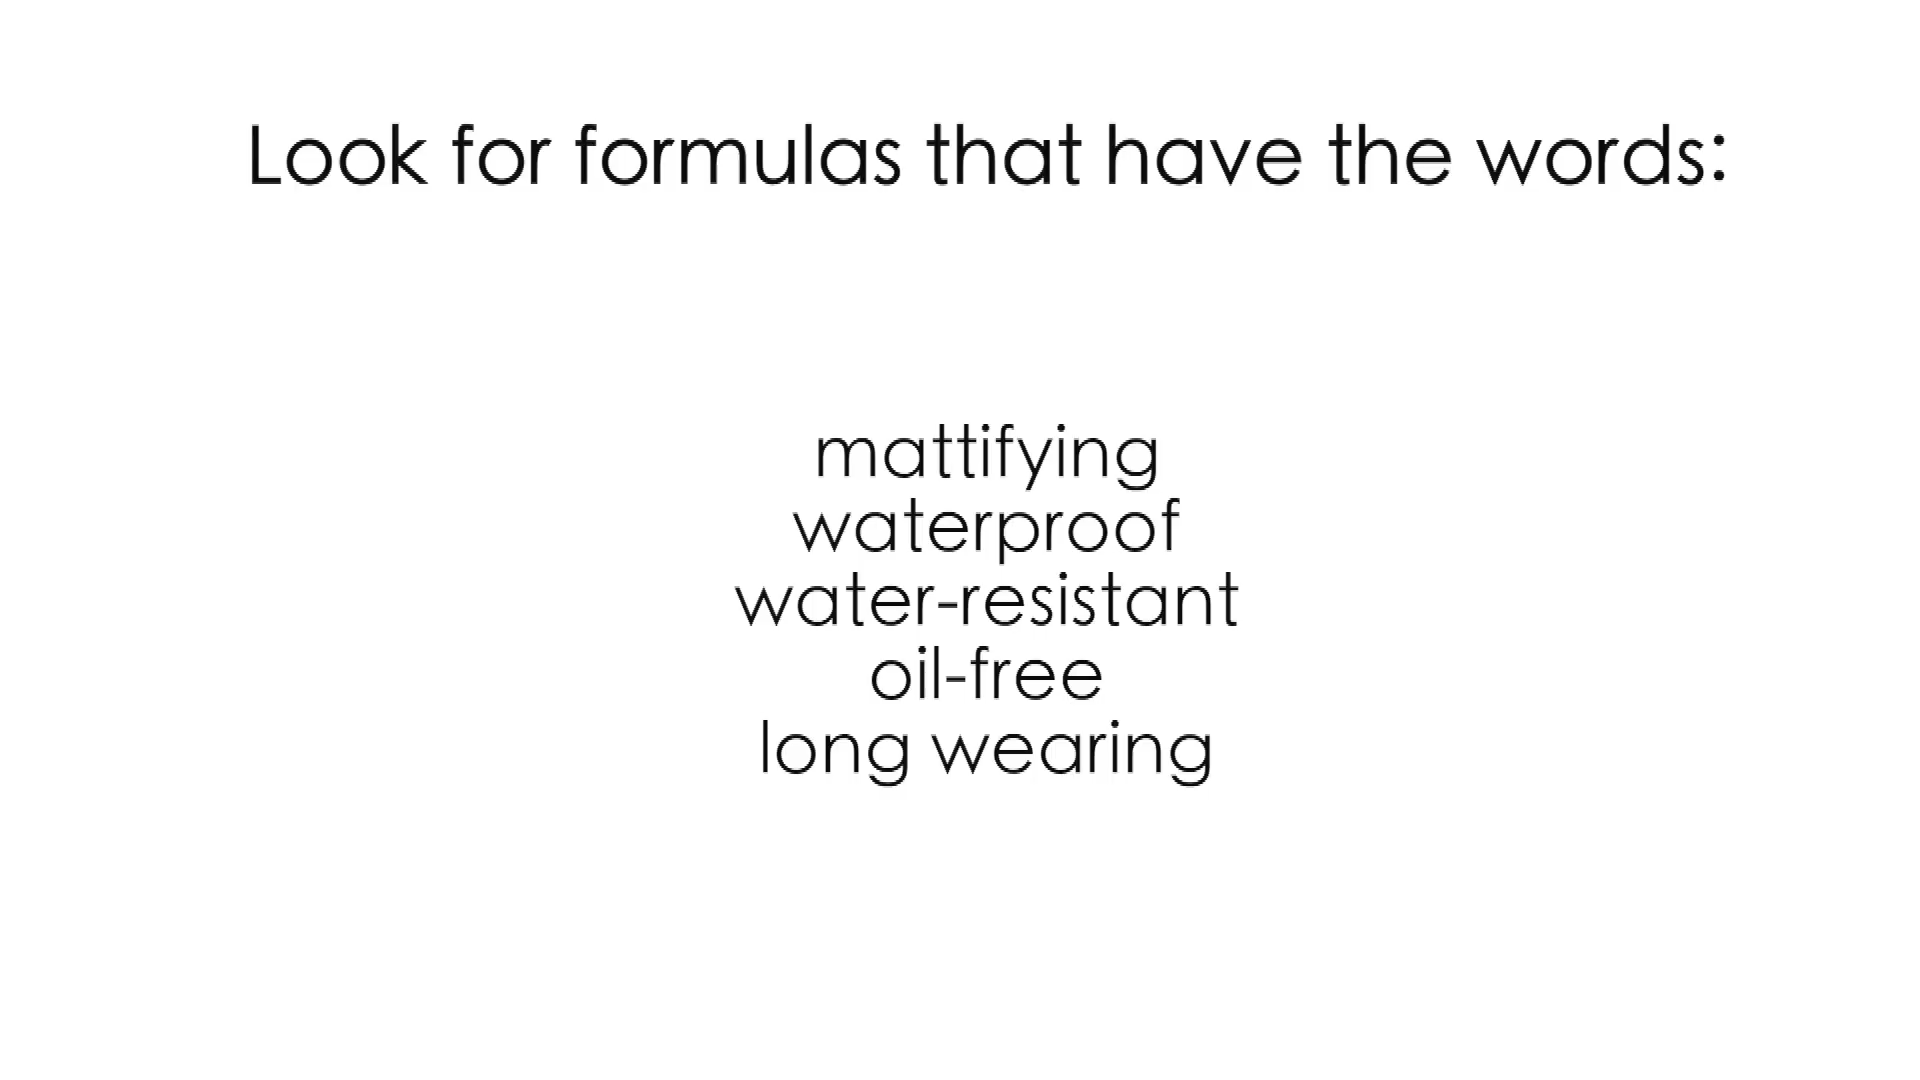 Look for formulas that have the words:
mattifying
waterproof
water-resistant
oil-free
long wearing